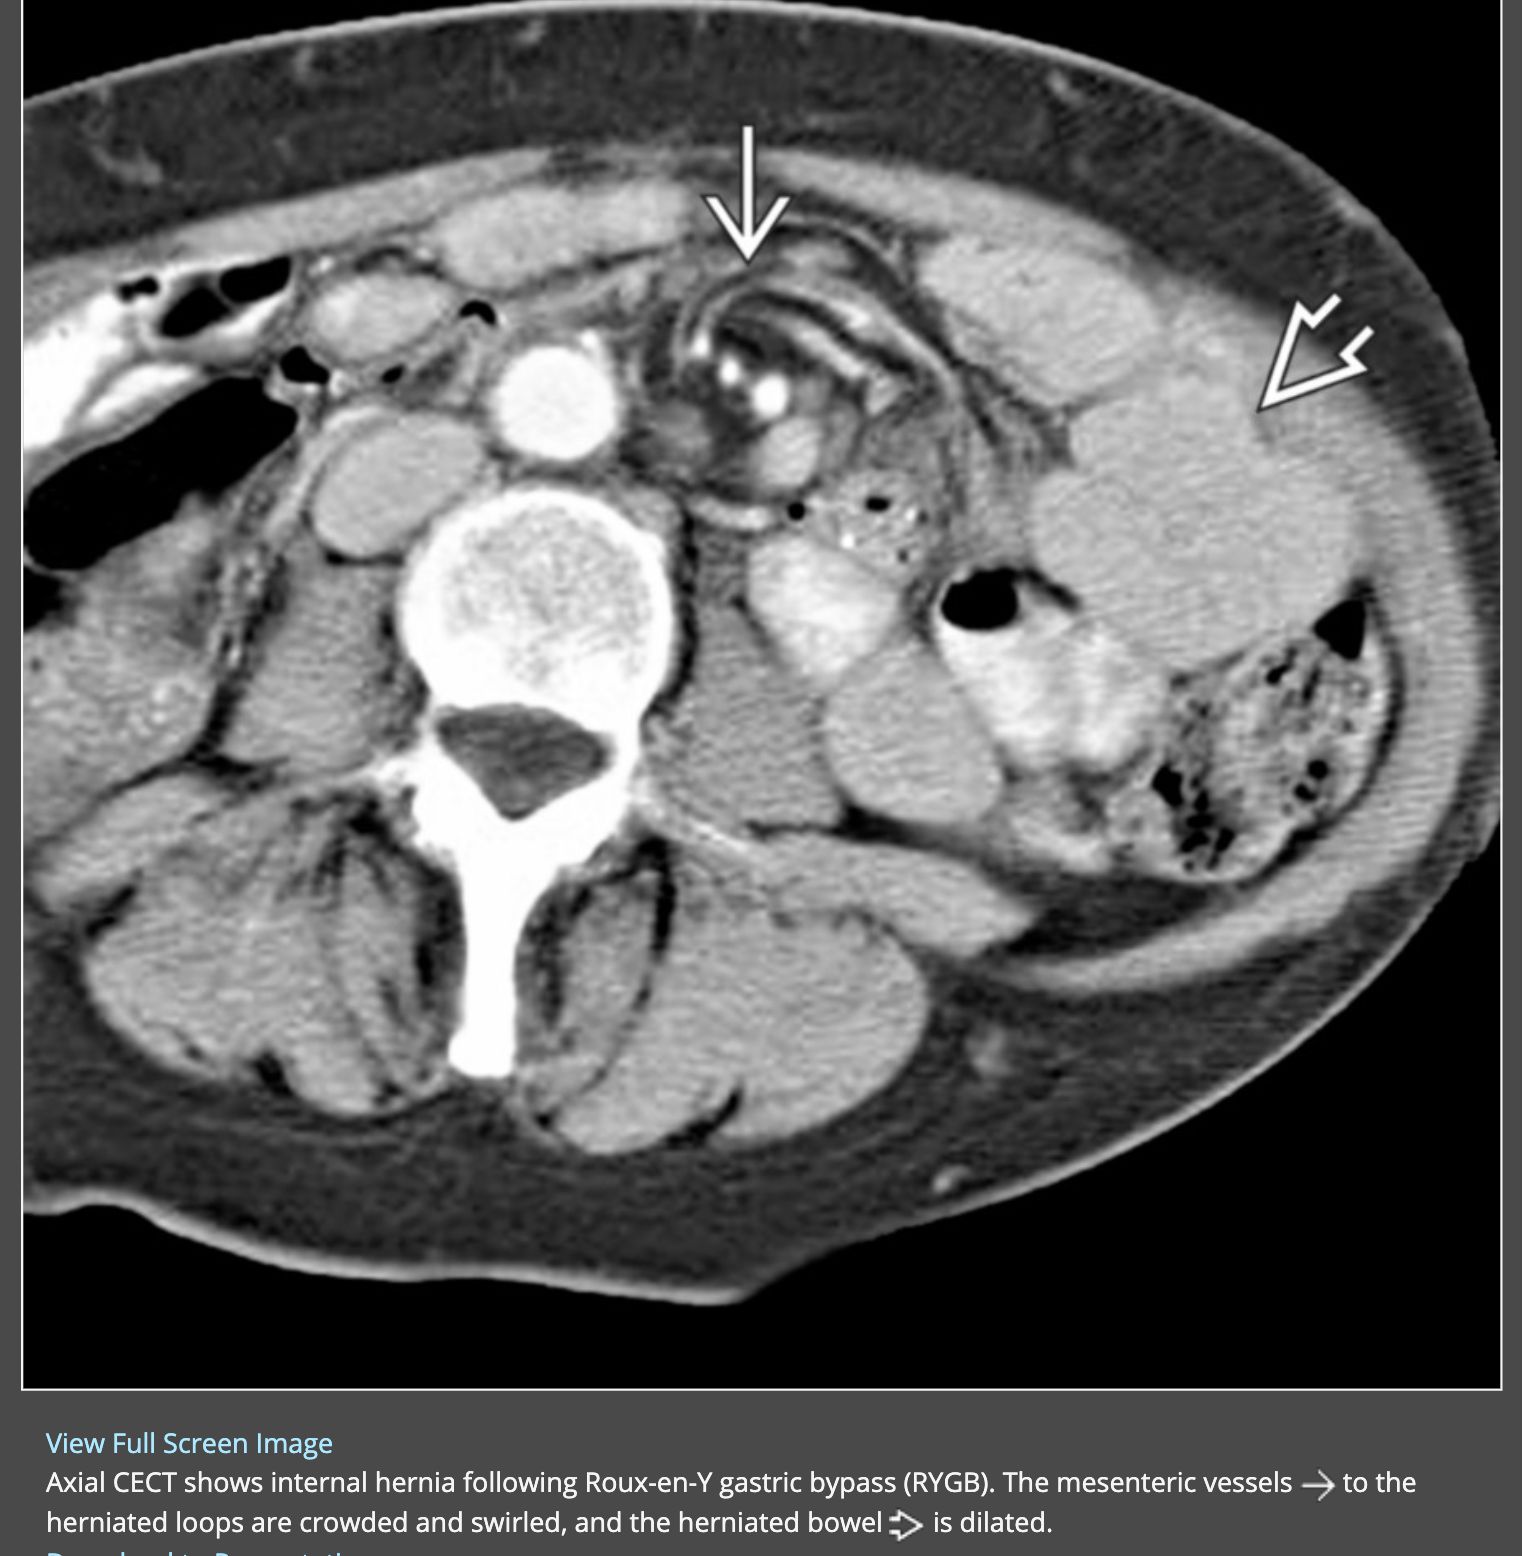 View Full Screen Image
Axial CECT shows internal hernia following Roux-en-Y gastric bypass (RYGB). The mesenteric vessels → to the
herniated loops are crowded and swirled, and the herniated bowel ⇨ is dilated.